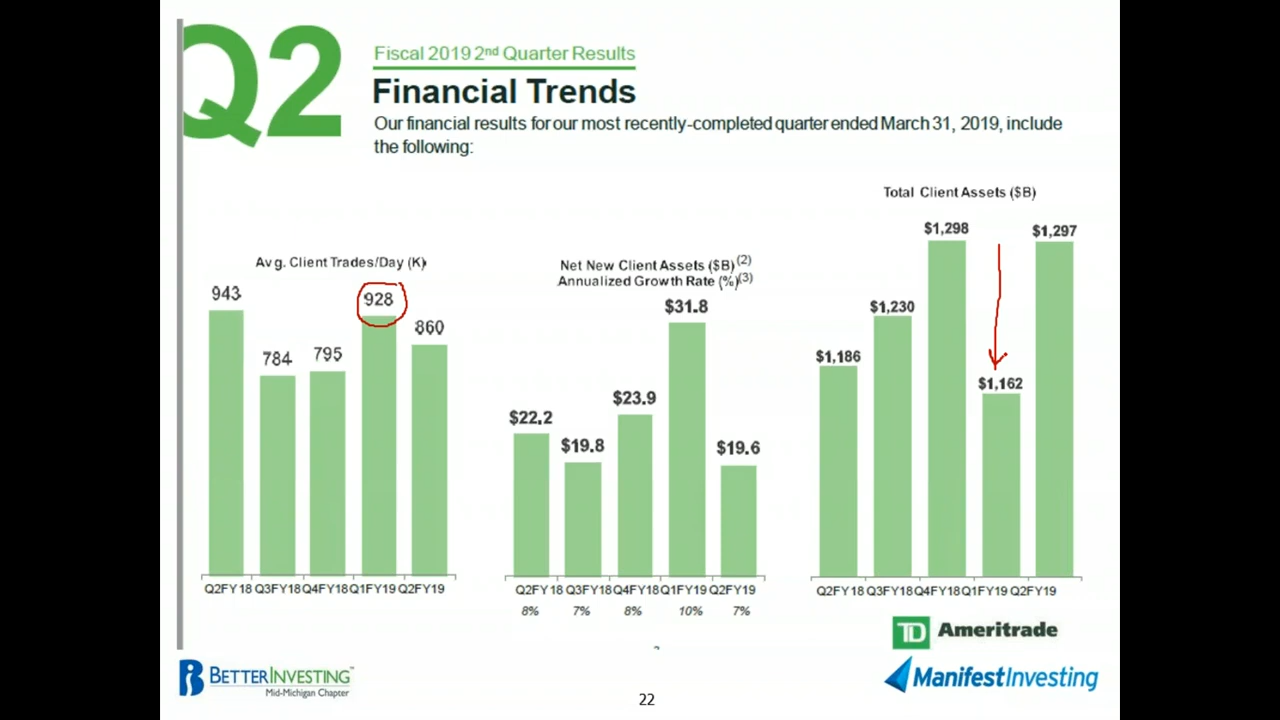 Q2
Fiscal 2019 2nd Quarter Results
Financial Trends
Our financial results for our most recently-completed quarter ended March 31, 2019, include
the following:
Avg. Client Trades/Day (K)
943
784
795
928
860
Q2FY18 Q3FY18 Q4FY18 Q1FY19 Q2FY19
Net New Client Assets ($B)(2)
Annualized Growth Rate (%)(3)
$22.2
$19.8
$23.9
$31.8
$19.6
Q2FY18 Q3FY18 Q4FY18 Q1FY19 Q2FY19
8% 7% 8% 10% 7%
Total Client Assets ($B)
$1,186
$1,230
$1,298
$1,162
$1,297
Q2FY18 Q3FY18 Q4FY18 Q1FY19 Q2FY19
TD Ameritrade
BETTERINVESTING™
Mid-Michigan Chapter
ManifestInvesting
22